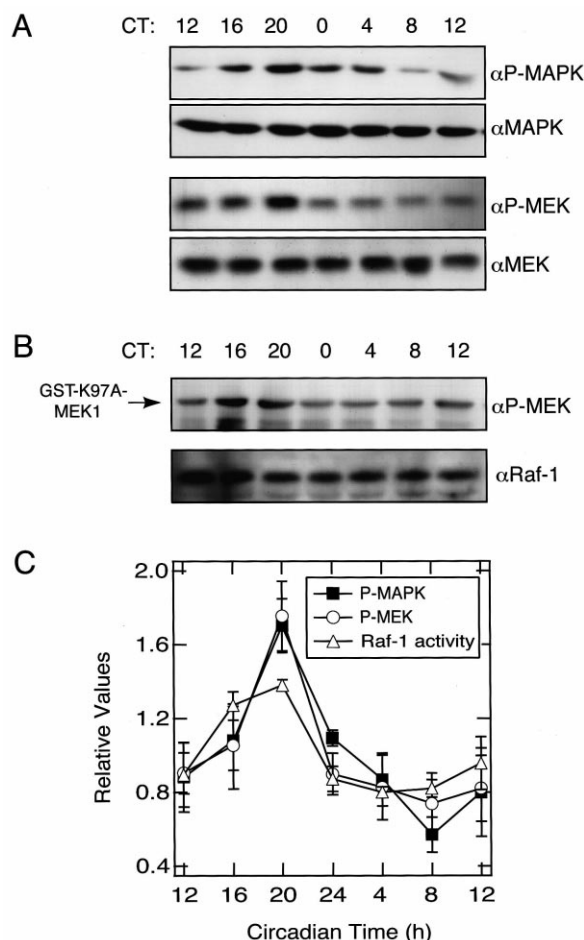 A
CT: 12 16 20 0 4 8 12
αP-MAPK
αMAPK
αP-MEK
αMEK
B
CT: 12 16 20 0 4 8 12
GST-K97A-
MEK1
αP-MEK
αRaf-1
C
2.0
1.6
1.2
0.8
0.4
Relative Values
P-MAPK
P-MEK
Raf-1 activity
12 16 20 24 4 8 12
Circadian Time (h)